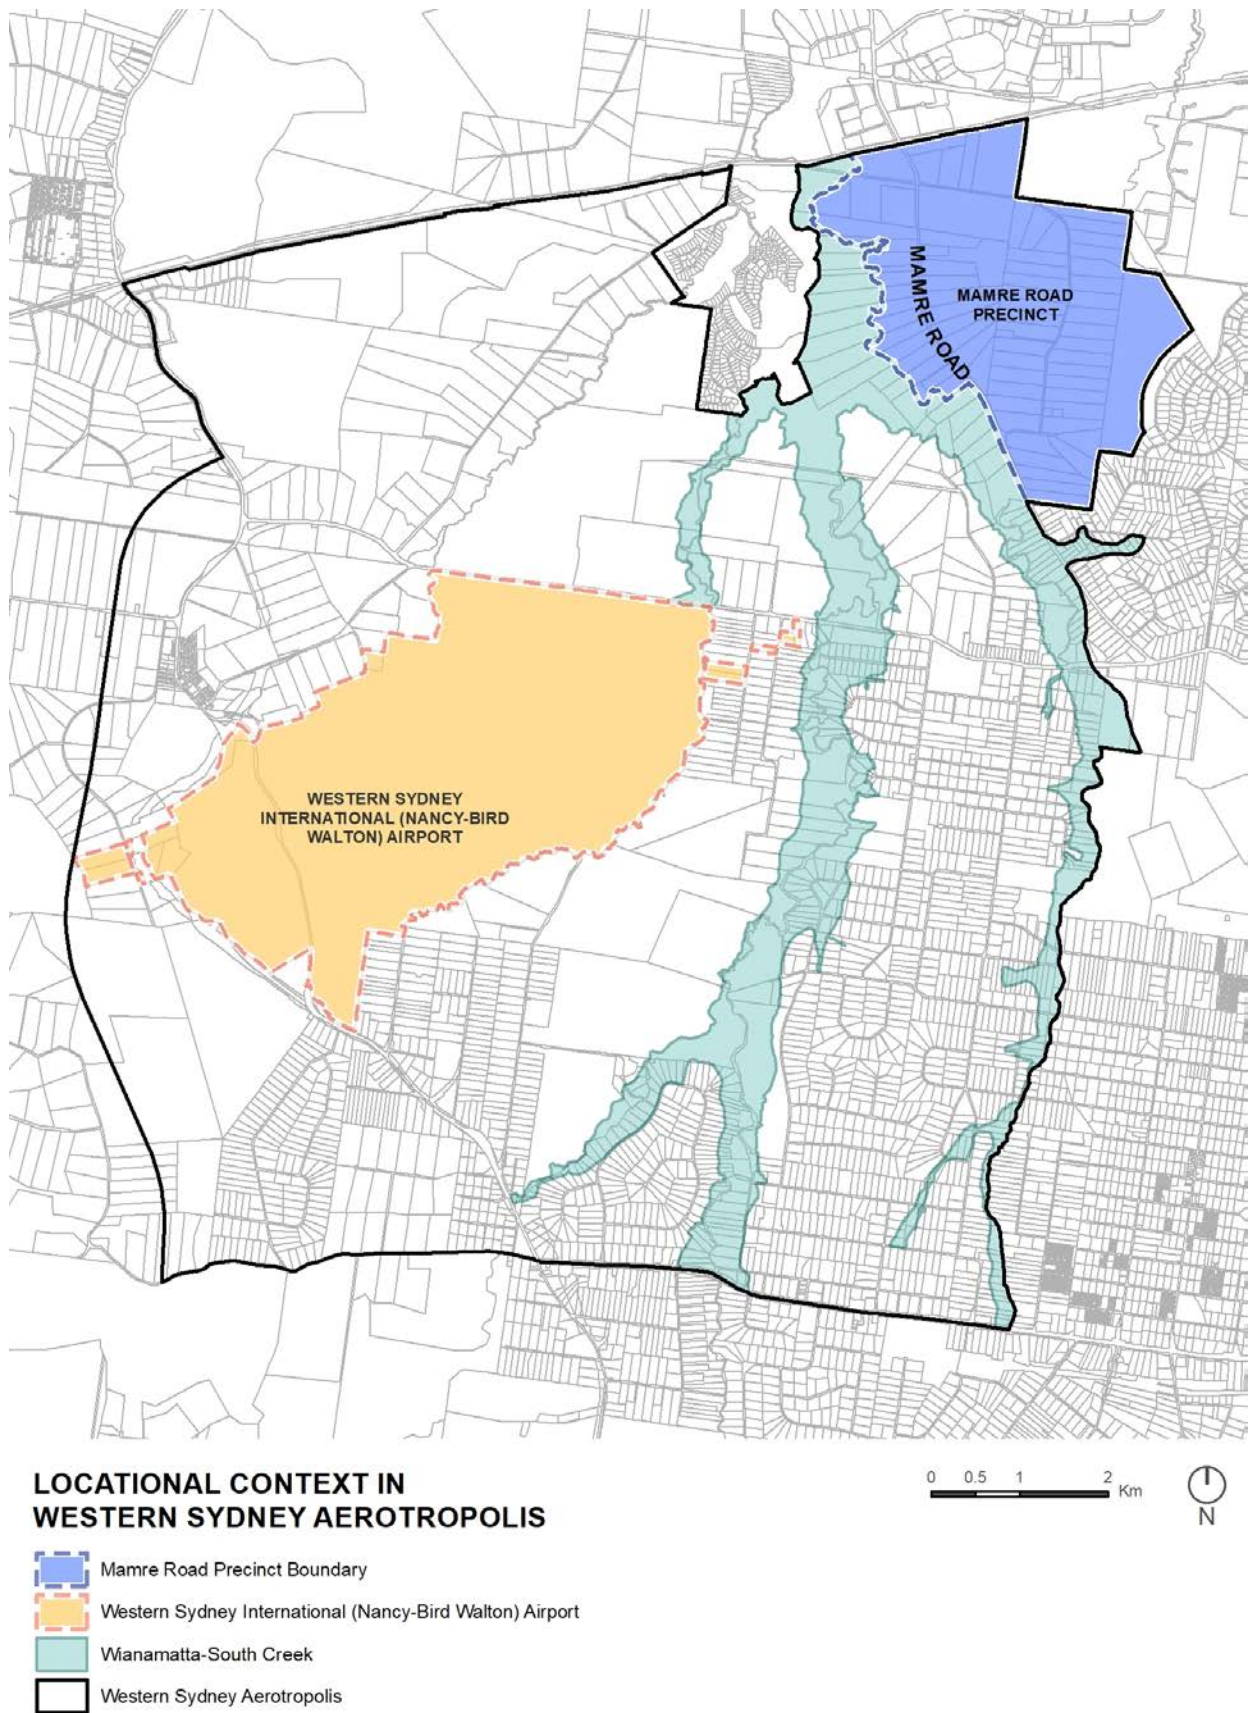 MAMRE ROAD
MAMRE ROAD
PRECINCT
WESTERN SYDNEY
INTERNATIONAL (NANCY-BIRD
WALTON) AIRPORT
LOCATIONAL CONTEXT IN
WESTERN SYDNEY AEROTROPOLIS
0 0.5 1 2 Km
N
Mamre Road Precinct Boundary
Western Sydney International (Nancy-Bird Walton) Airport
Wianamatta-South Creek
Western Sydney Aerotropolis